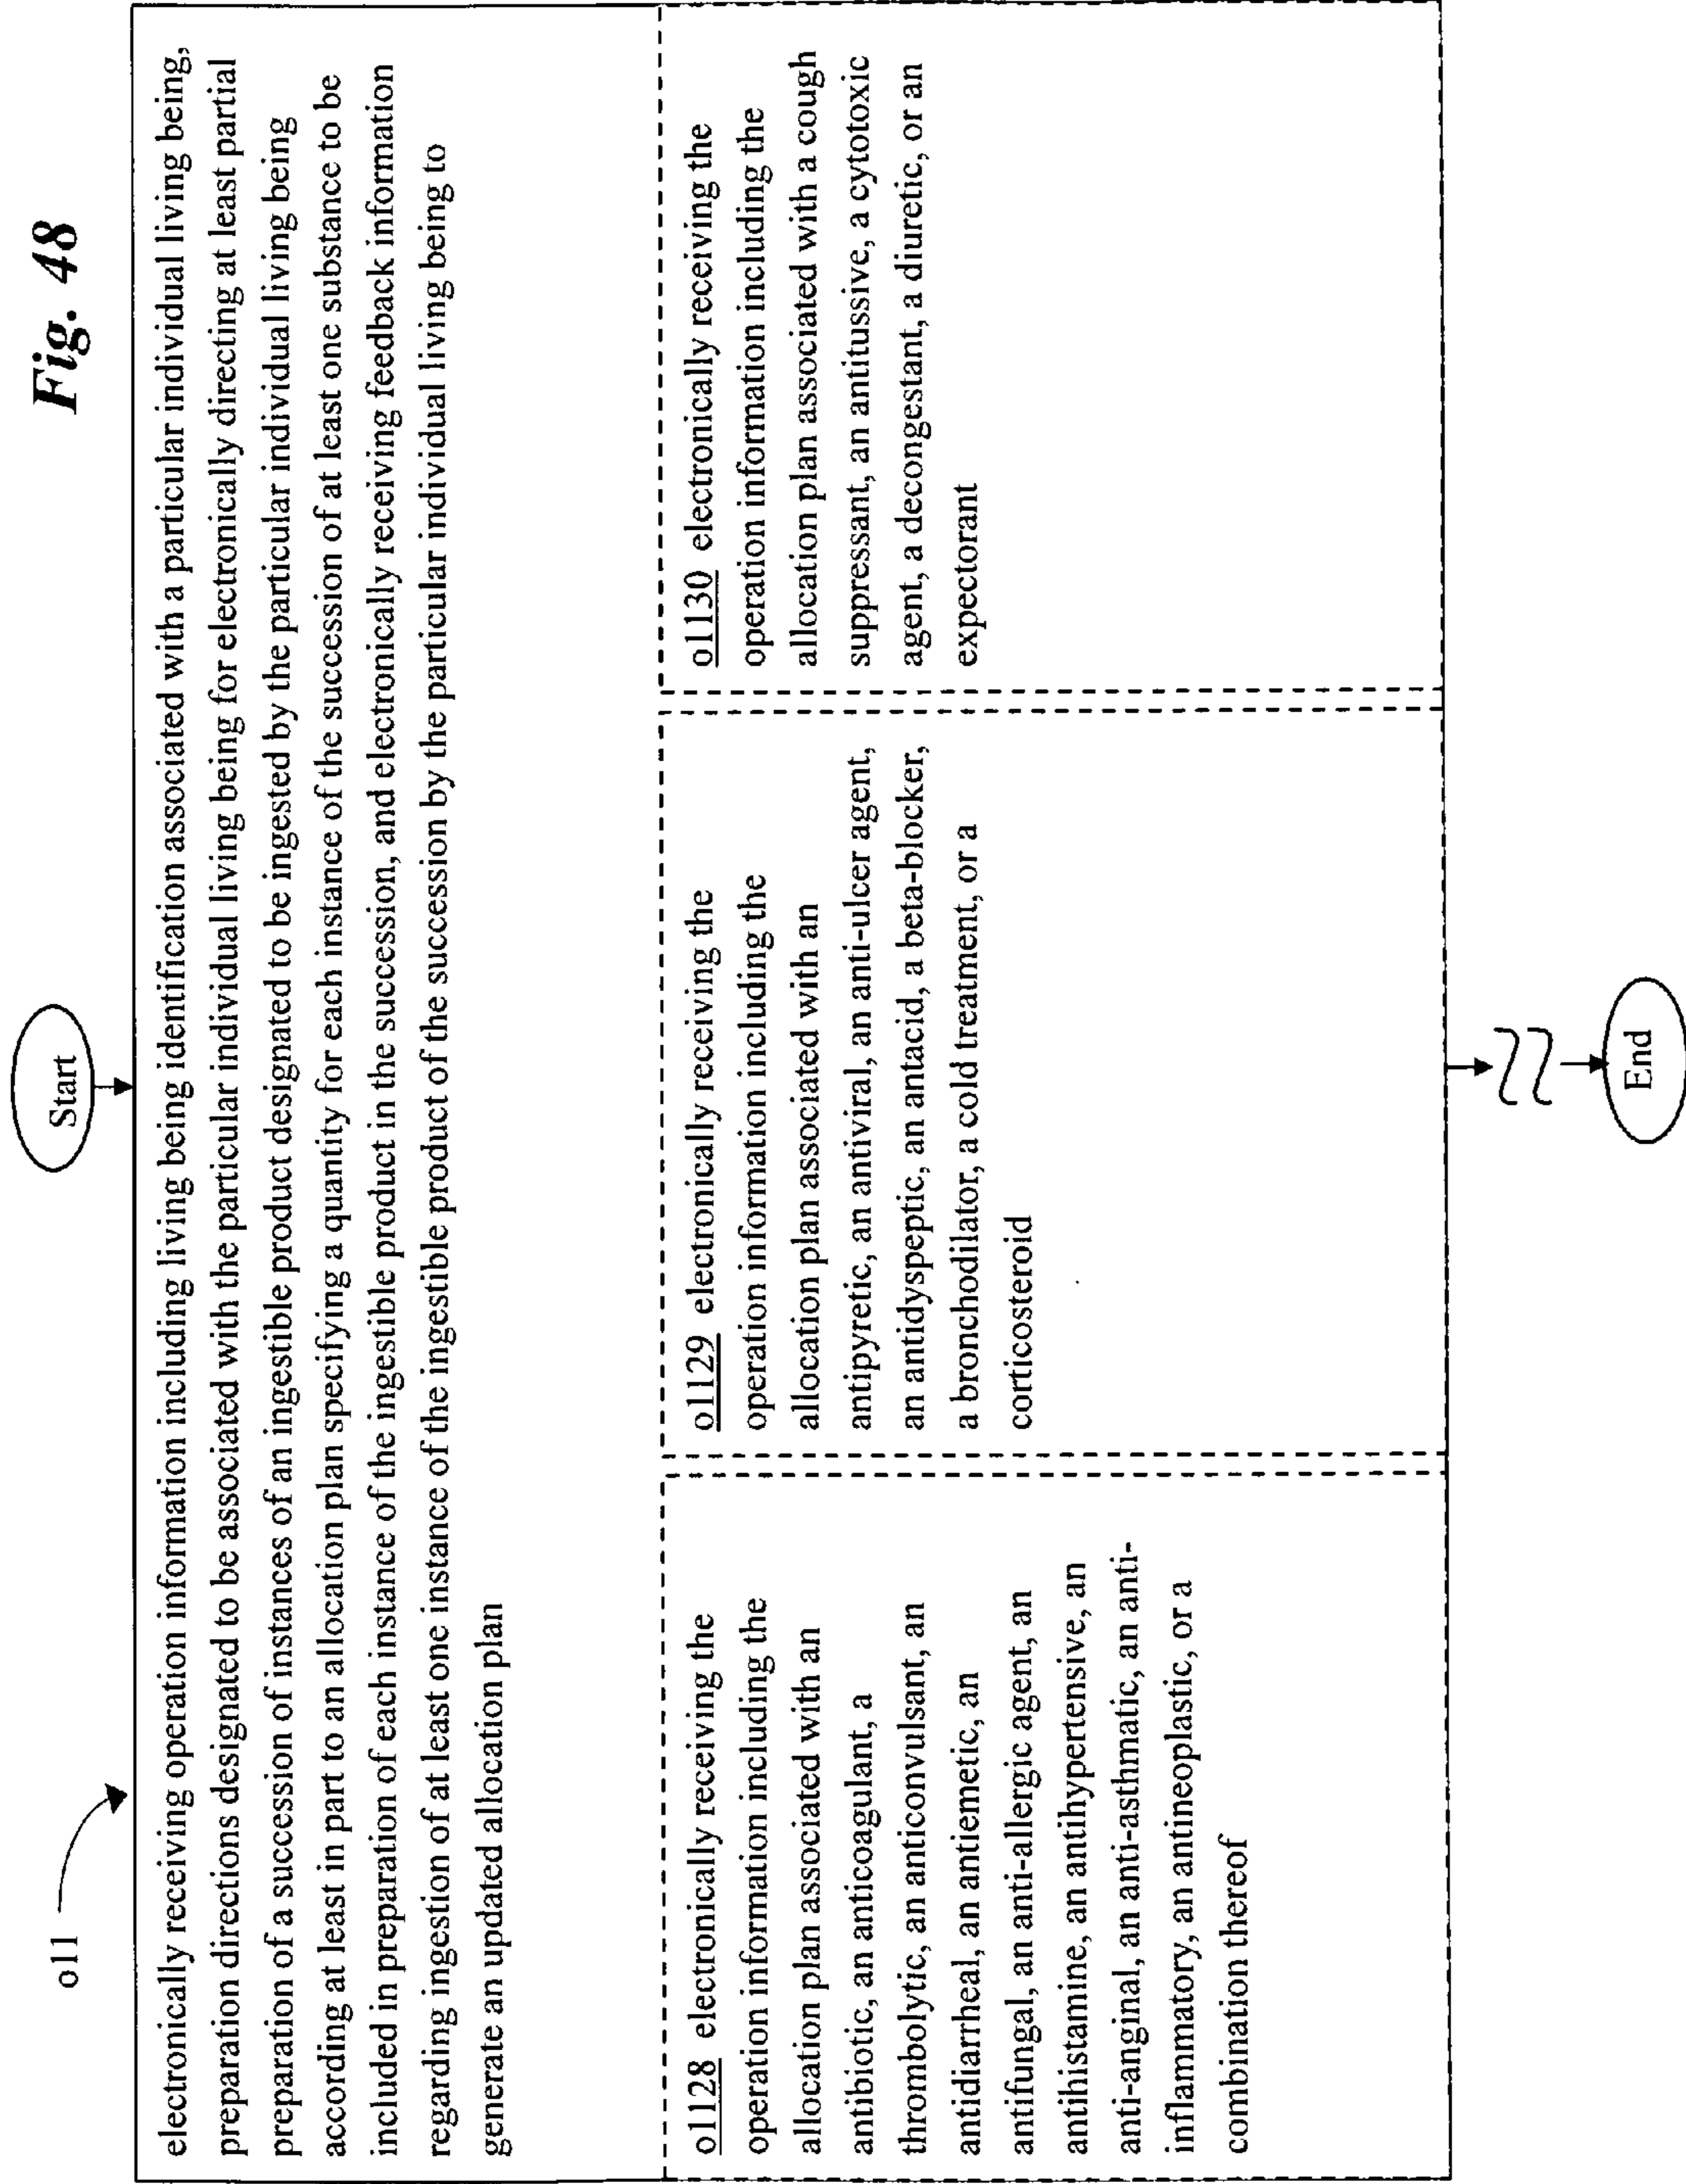 Fig. 48
Start
o11
electronically receiving operation information including living being identification associated with a particular individual living being,
preparation directions designated to be associated with the particular individual living being for electronically directing at least partial
preparation of a succession of instances of an ingestible product designated to be ingested by the particular individual living being
according at least in part to an allocation plan specifying a quantity for each instance of the succession of at least one substance to be
included in preparation of each instance of the ingestible product in the succession, and electronically receiving feedback information
regarding ingestion of at least one instance of the ingestible product of the succession by the particular individual living being to
generate an updated allocation plan
o1128 electronically receiving the
operation information including the
allocation plan associated with an
antibiotic, an anticoagulant, a
thrombolytic, an anticonvulsant, an
antidiarrheal, an antiemetic, an
antifungal, an anti-allergic agent, an
antihistamine, an antihypertensive, an
anti-anginal, an anti-asthmatic, an anti-
inflammatory, an antineoplastic, or a
combination thereof
o1129 electronically receiving the
operation information including the
allocation plan associated with an
antipyretic, an antiviral, an anti-ulcer agent,
an antidyspeptic, an antacid, a beta-blocker,
a bronchodilator, a cold treatment, or a
corticosteroid
o1130 electronically receiving the
operation information including the
allocation plan associated with a cough
suppressant, an antitussive, a cytotoxic
agent, a decongestant, a diuretic, or an
expectorant
End